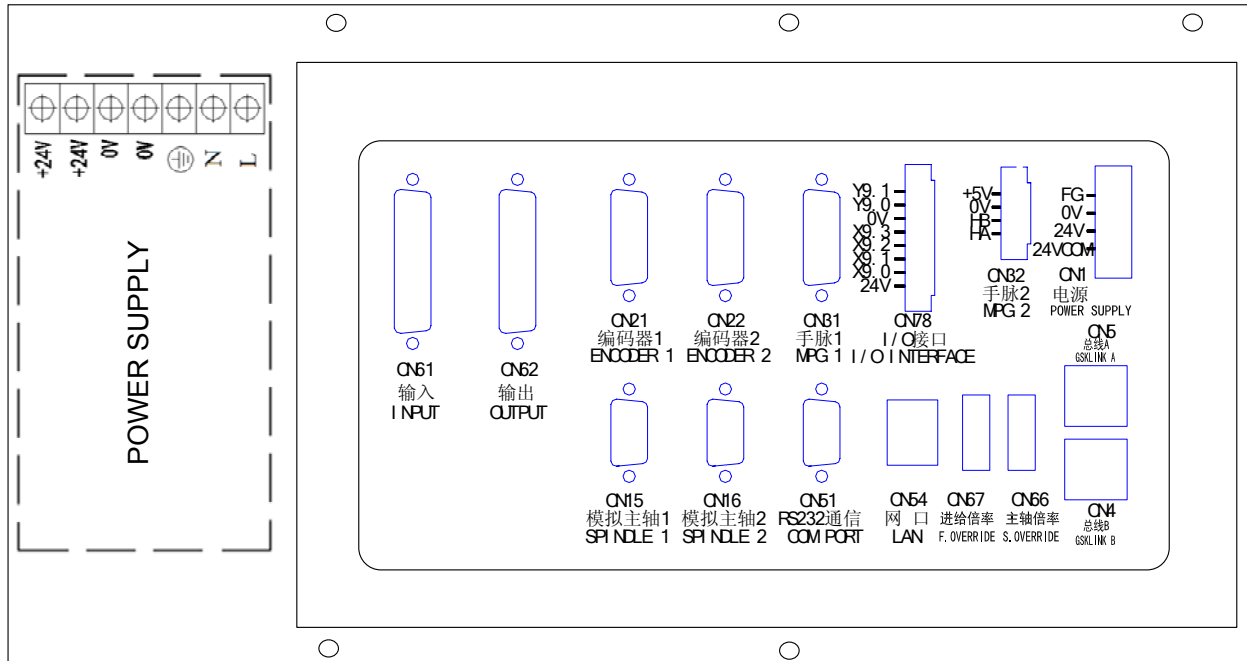 +24V
+24V
0V
0V
N
L
POWER SUPPLY
CN61
输入
INPUT
CN62
输出
OUTPUT
CN21
编码器1
ENCODER 1
CN22
编码器2
ENCODER 2
CN31
手脉1
MPG 1
Y9.1
Y9.0
0V
X9.3
X9.2
X9.1
X9.0
24V
CN78
I/O接口
I/O INTERFACE
+5V
0V
HB
HA
CN32
手脉2
MPG 2
FG
0V
24V
24VCOM
CN1
电源
POWER SUPPLY
CN5
总线A
GSKLINK A
CN15
模拟主轴1
SPINDLE 1
CN16
模拟主轴2
SPINDLE 2
CN51
RS232通信
COM PORT
CN54
网 口
LAN
CN67
进给倍率
F. OVERRIDE
CN66
主轴倍率
S. OVERRIDE
CN4
总线B
GSKLINK B